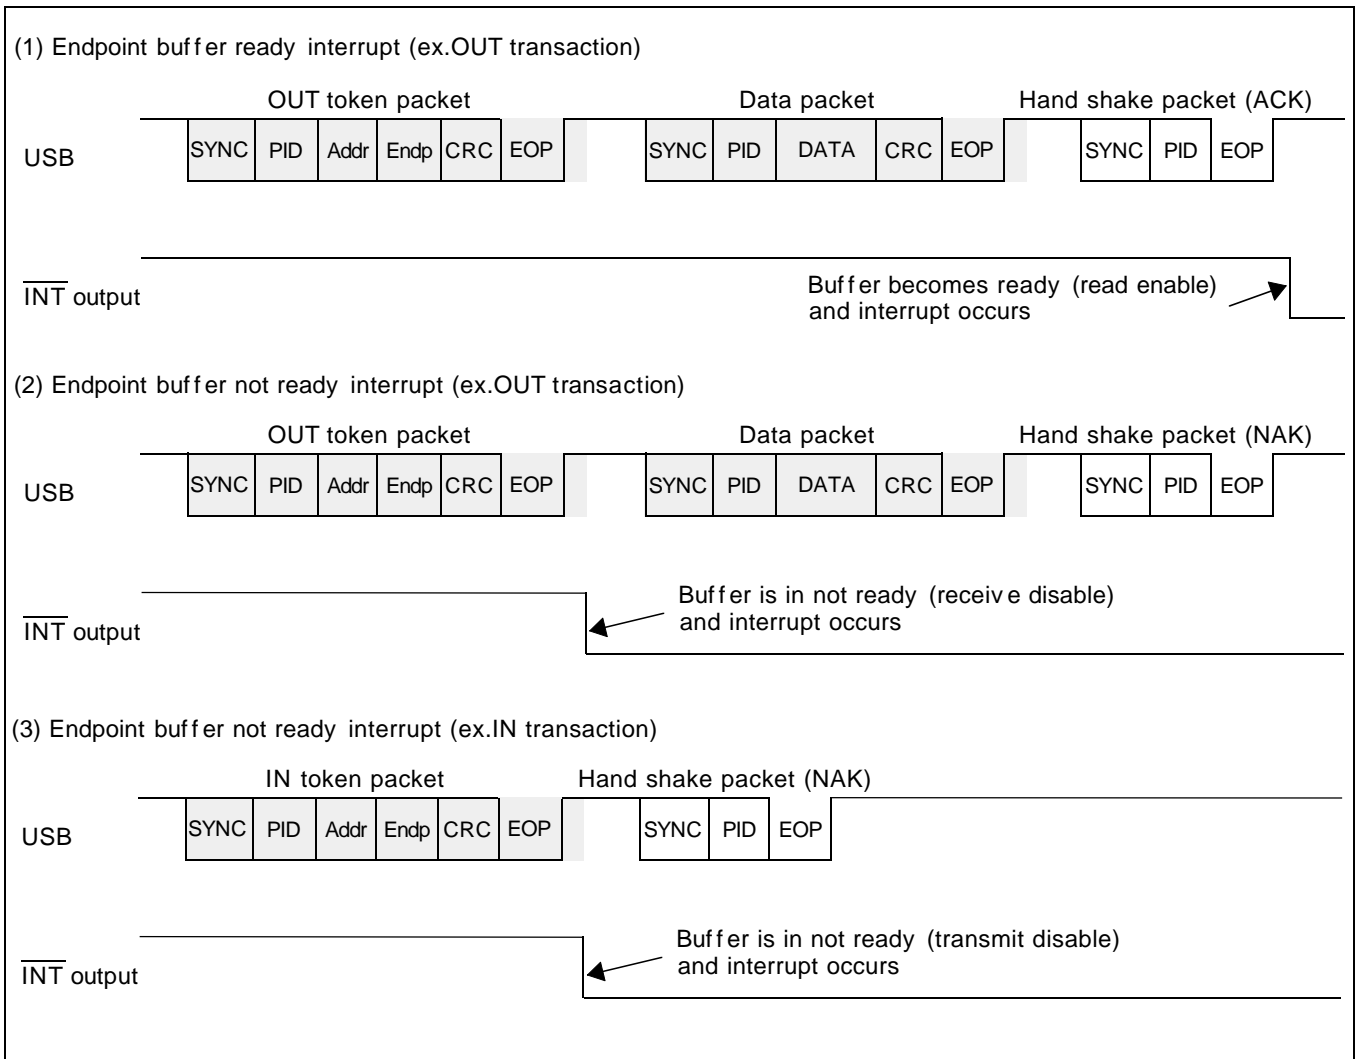 (1) Endpoint buffer ready interrupt (ex.OUT transaction)
OUT token packet Data packet Hand shake packet (ACK)
USB SYNC PID Addr Endp CRC EOP SYNC PID DATA CRC EOP SYNC PID EOP
INT output
Buffer becomes ready (read enable)
and interrupt occurs
(2) Endpoint buffer not ready interrupt (ex.OUT transaction)
OUT token packet Data packet Hand shake packet (NAK)
USB SYNC PID Addr Endp CRC EOP SYNC PID DATA CRC EOP SYNC PID EOP
INT output
Buffer is in not ready (receive disable)
and interrupt occurs
(3) Endpoint buffer not ready interrupt (ex.IN transaction)
IN token packet Hand shake packet (NAK)
USB SYNC PID Addr Endp CRC EOP SYNC PID EOP
INT output
Buffer is in not ready (transmit disable)
and interrupt occurs